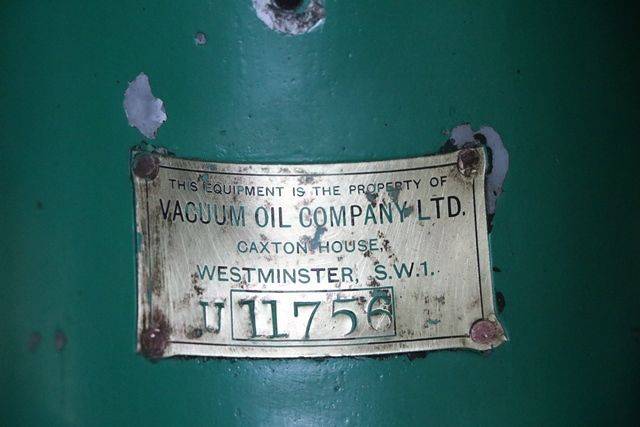 THIS EQUIPMENT IS THE PROPERTY OF
VACUUM OIL COMPANY LTD.
CAXTON HOUSE,
WESTMINSTER, S.W.1.
U 11756